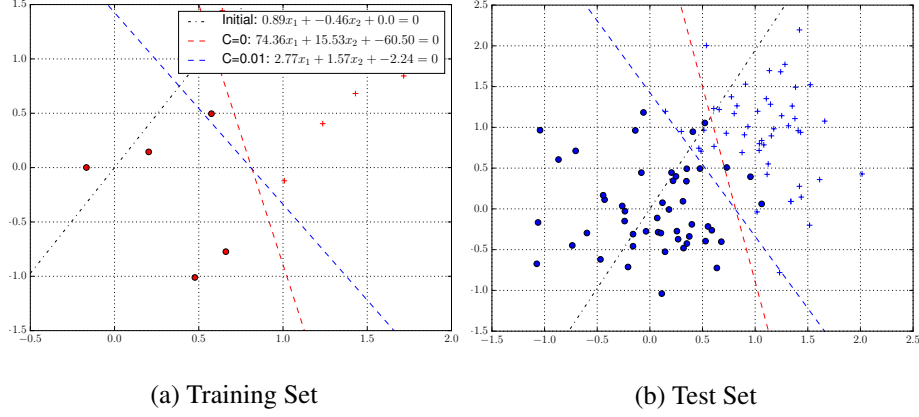 Initial: 0.89x₁ + −0.46x₂ + 0.0 = 0
C=0: 74.36x₁ + 15.53x₂ + −60.50 = 0
C=0.01: 2.77x₁ + 1.57x₂ + −2.24 = 0
1.5
1.0
0.5
0.0
−0.5
−1.0
−1.5
−0.5 0.0 0.5 1.0 1.5 2.0
2.5
2.0
1.5
1.0
0.5
0.0
−0.5
−1.0
−1.5
−1.5 −1.0 −0.5 0.0 0.5 1.0 1.5 2.0 2.5
(a) Training Set
(b) Test Set